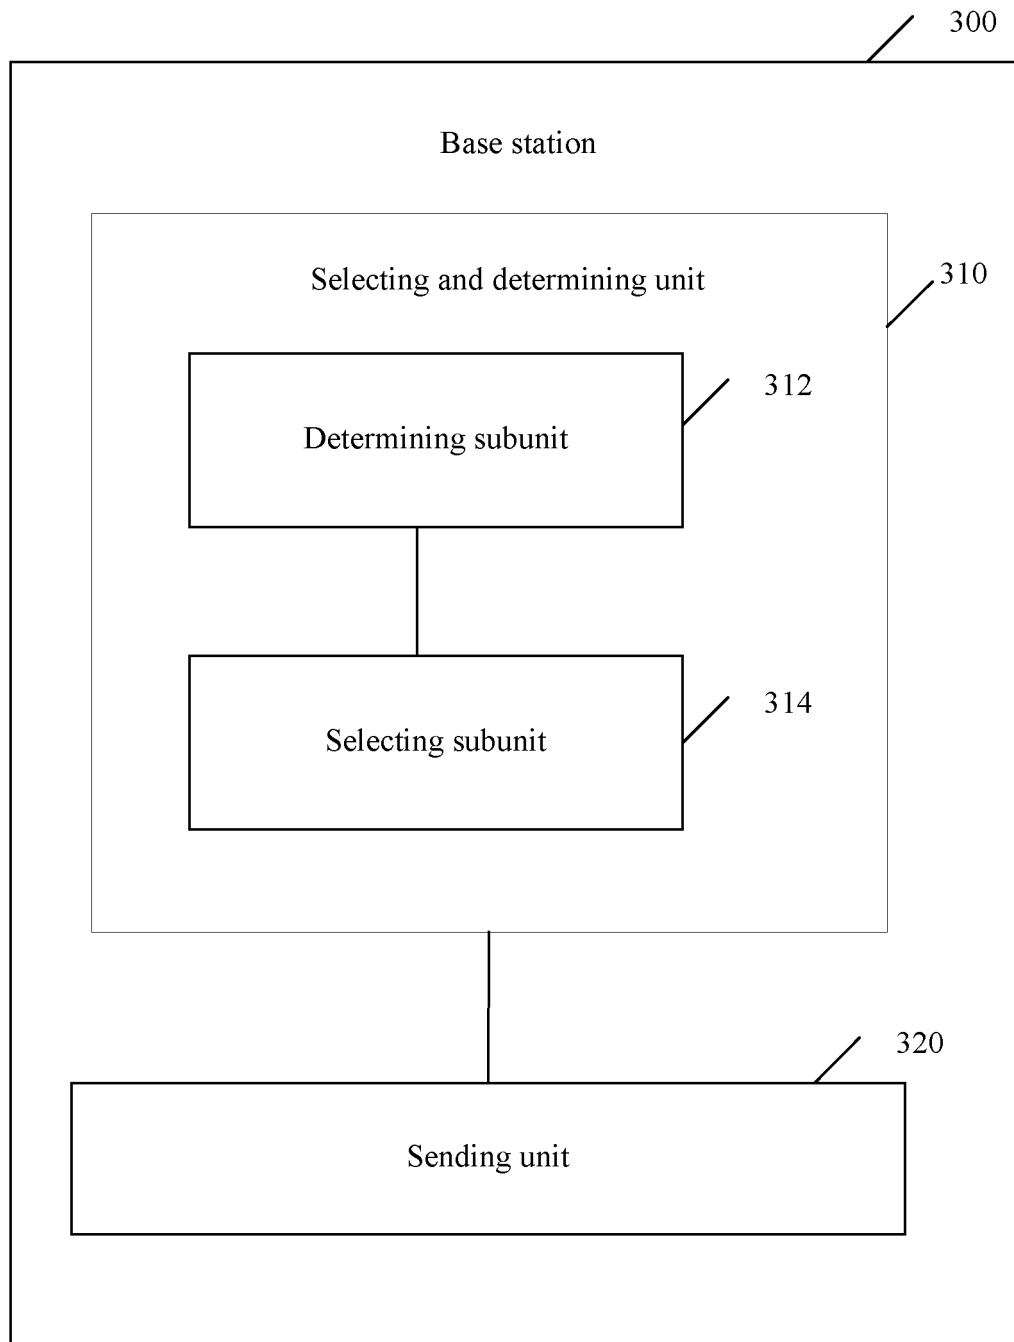 300
Base station
Selecting and determining unit
310
312
Determining subunit
314
Selecting subunit
320
Sending unit